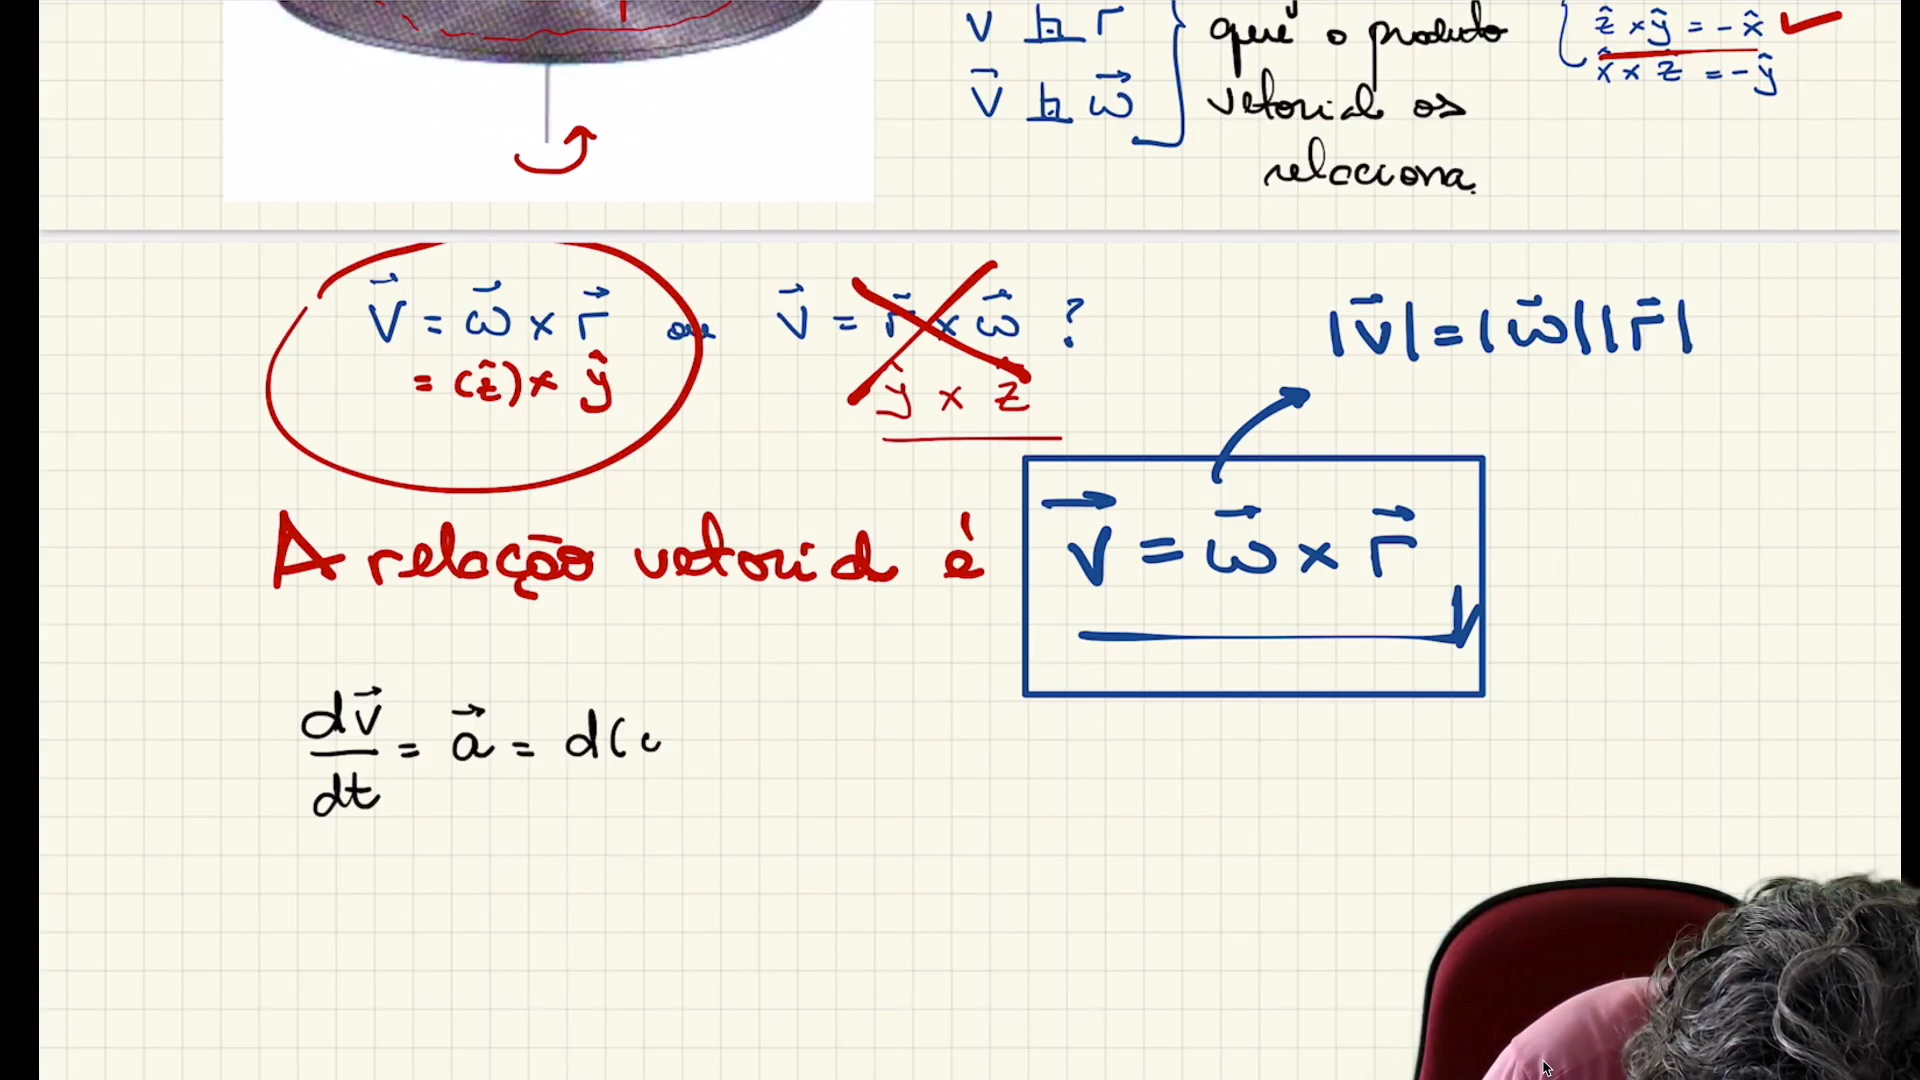 v ⊥ r } que o produto
ẑ × ŷ = -x̂ ✓
v⃗ ⊥ ω⃗ vetorial os
x̂ × ẑ = -ŷ
relaciona.
v⃗ = ω⃗ × r⃗ ou v⃗ = r⃗ × ω⃗ ?
|v⃗| = |ω⃗||r⃗|
= (ẑ) × ŷ
ŷ × ẑ
A relação vetorial é v⃗ = ω⃗ × r⃗
dv⃗/dt = a⃗ = d(